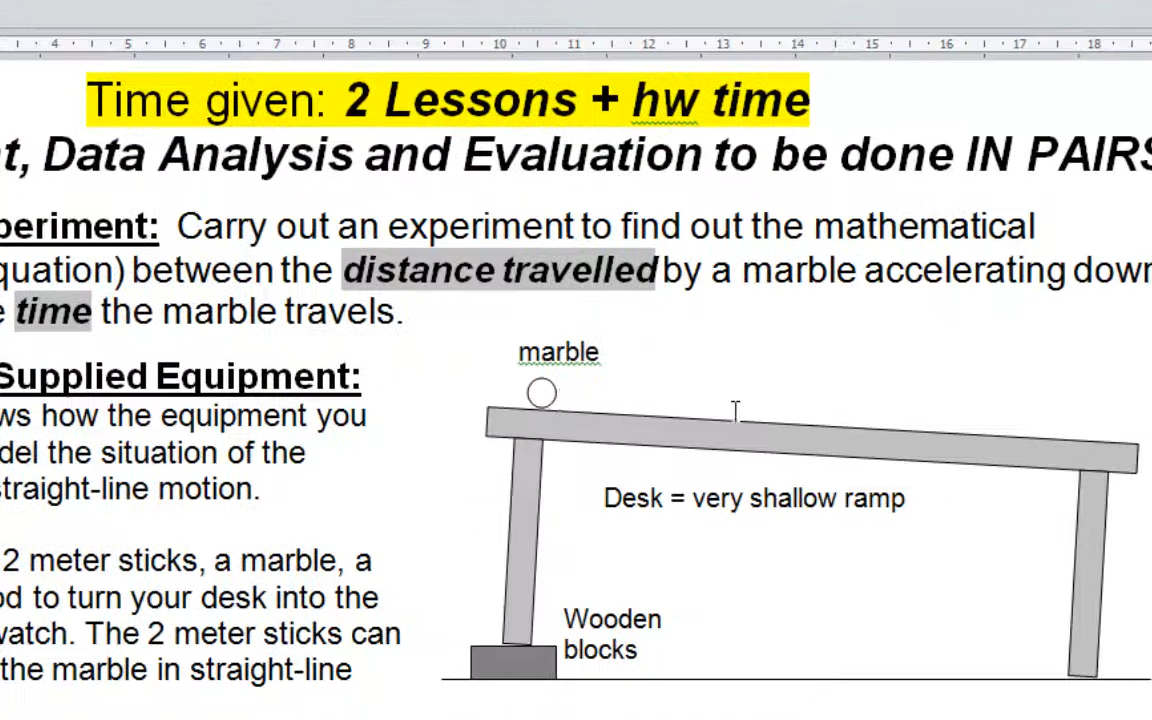 4 5 6 7 8 9 10 11 12 13 14 15 16 17 18
Time given: 2 Lessons + hw time
t, Data Analysis and Evaluation to be done IN PAIRS
periment: Carry out an experiment to find out the mathematical
quation) between the distance travelled by a marble accelerating down
e time the marble travels.
Supplied Equipment:
ws how the equipment you
del the situation of the
straight-line motion.
2 meter sticks, a marble, a
od to turn your desk into the
watch. The 2 meter sticks can
the marble in straight-line
marble
Desk = very shallow ramp
Wooden
blocks